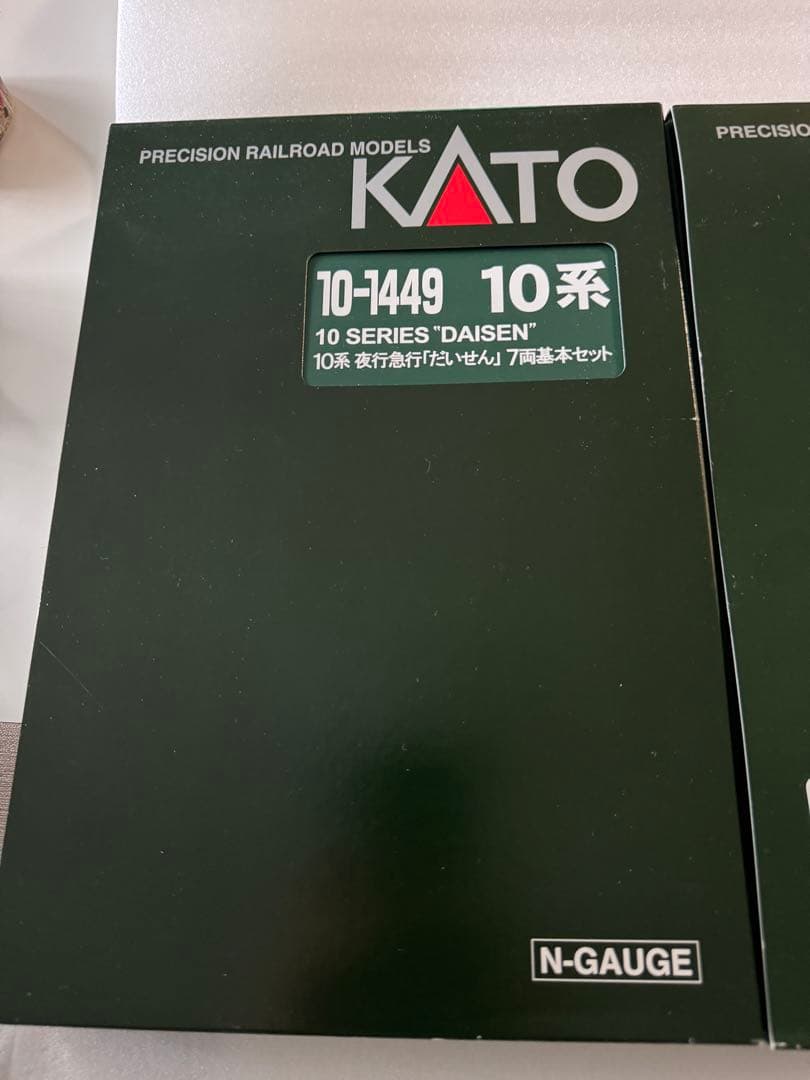 PRECISION RAILROAD MODELS
KATO
10-1449 10系
10 SERIES "DAISEN"
10系 夜行急行「だいせん」 7両基本セット
N-GAUGE
PRECISIO